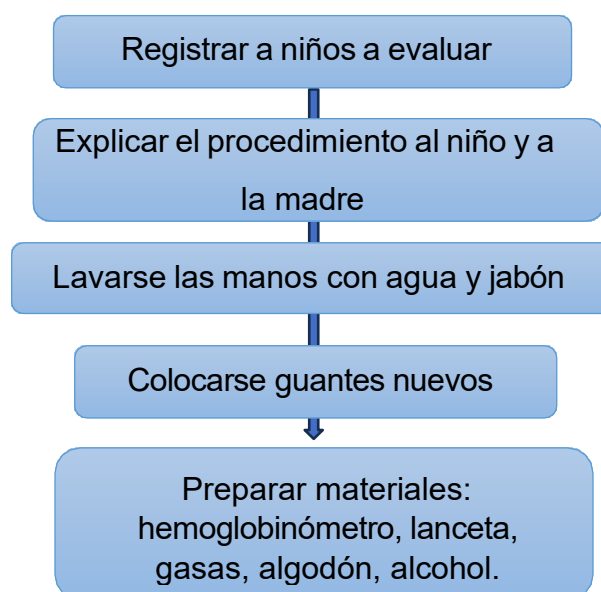 Registrar a niños a evaluar
Explicar el procedimiento al niño y a
la madre
Lavarse las manos con agua y jabón
Colocarse guantes nuevos
Preparar materiales:
hemoglobinómetro, lanceta,
gasas, algodón, alcohol.